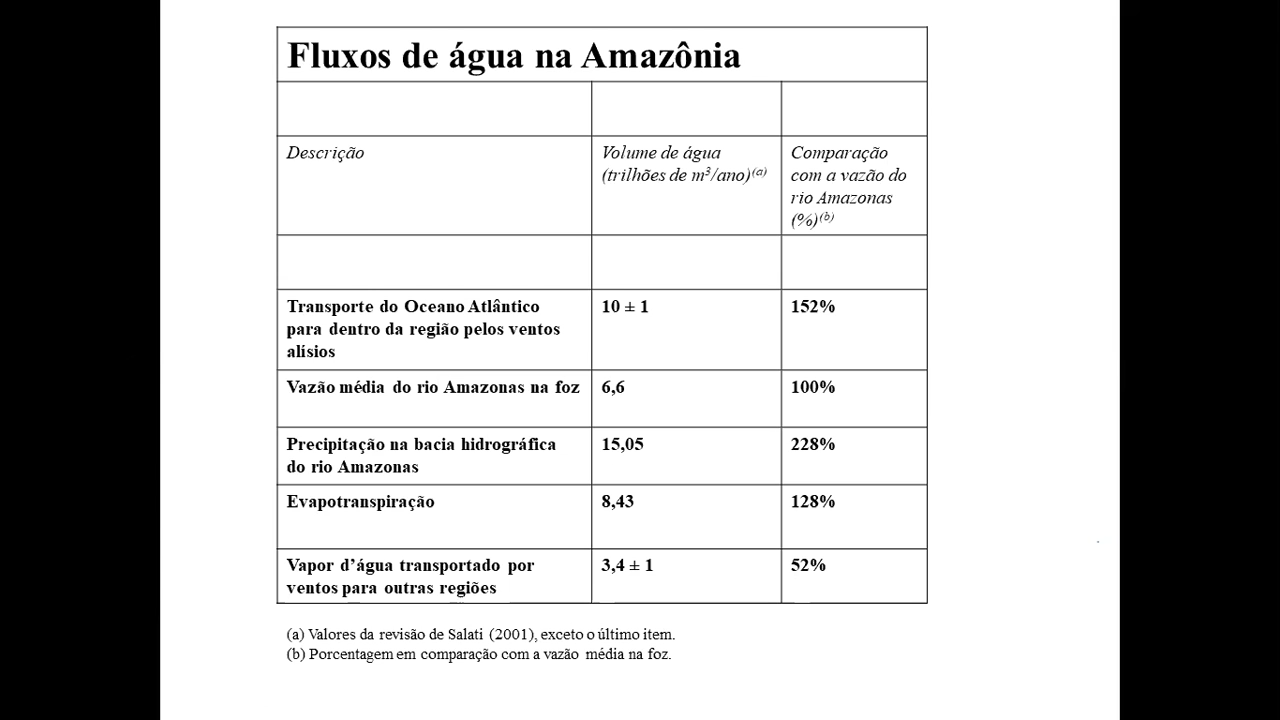 Fluxos de água na Amazônia
Descrição
Volume de água
(trilhões de m³/ano)(a)
Comparação
com a vazão do
rio Amazonas
(%)(b)
Transporte do Oceano Atlântico
para dentro da região pelos ventos
alísios
10 ± 1
152%
Vazão média do rio Amazonas na foz
6,6
100%
Precipitação na bacia hidrográfica
do rio Amazonas
15,05
228%
Evapotranspiração
8,43
128%
Vapor d’água transportado por
ventos para outras regiões
3,4 ± 1
52%
(a) Valores da revisão de Salati (2001), exceto o último item.
(b) Porcentagem em comparação com a vazão média na foz.